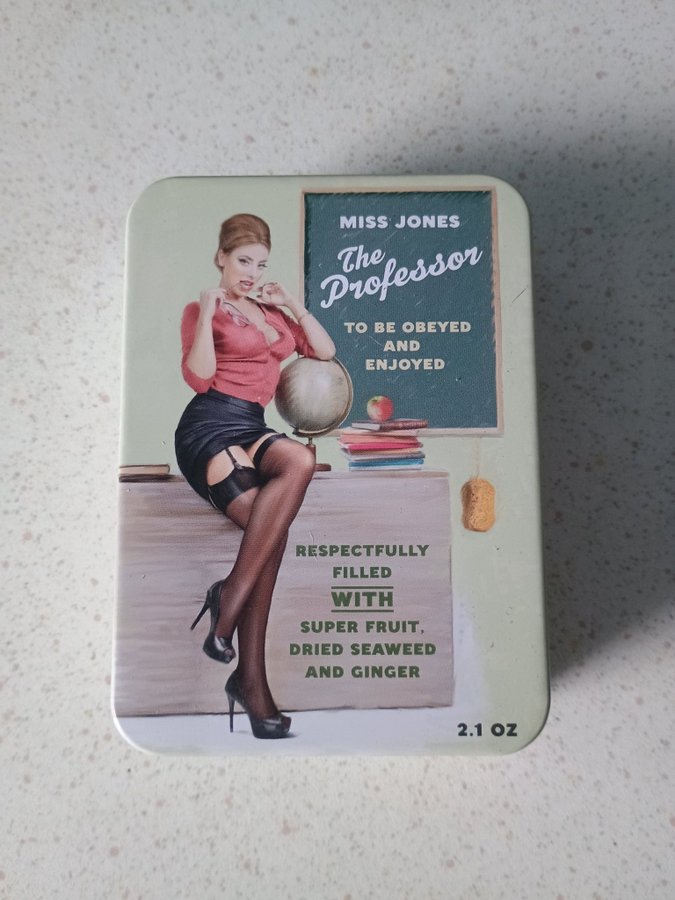 MISS JONES
The
Professor
TO BE OBEYED
AND
ENJOYED
RESPECTFULLY
FILLED
WITH
SUPER FRUIT,
DRIED SEAWEED
AND GINGER
2.1 OZ